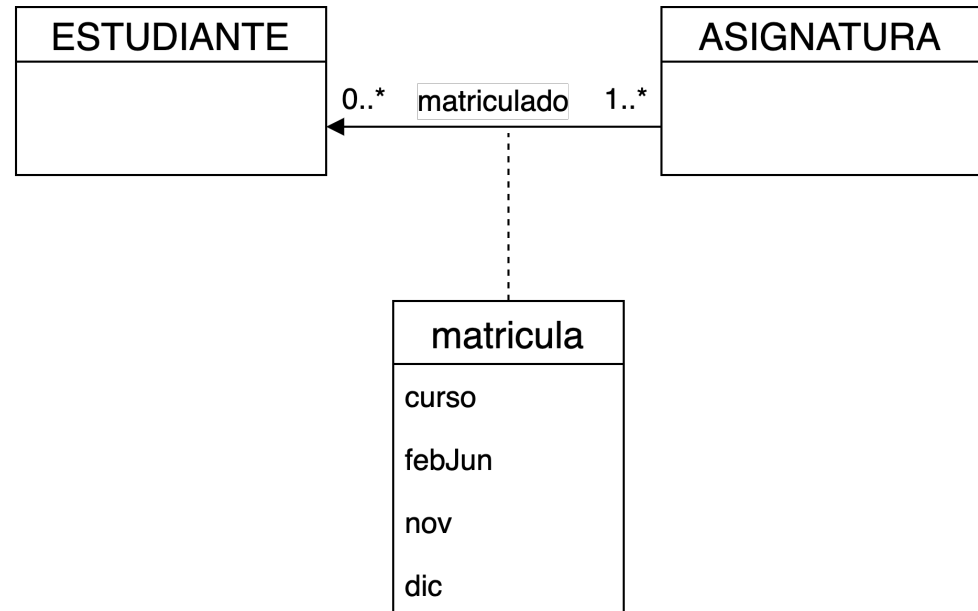 ESTUDIANTE
ASIGNATURA
0..*
matriculado
1..*
matricula
curso
febJun
nov
dic